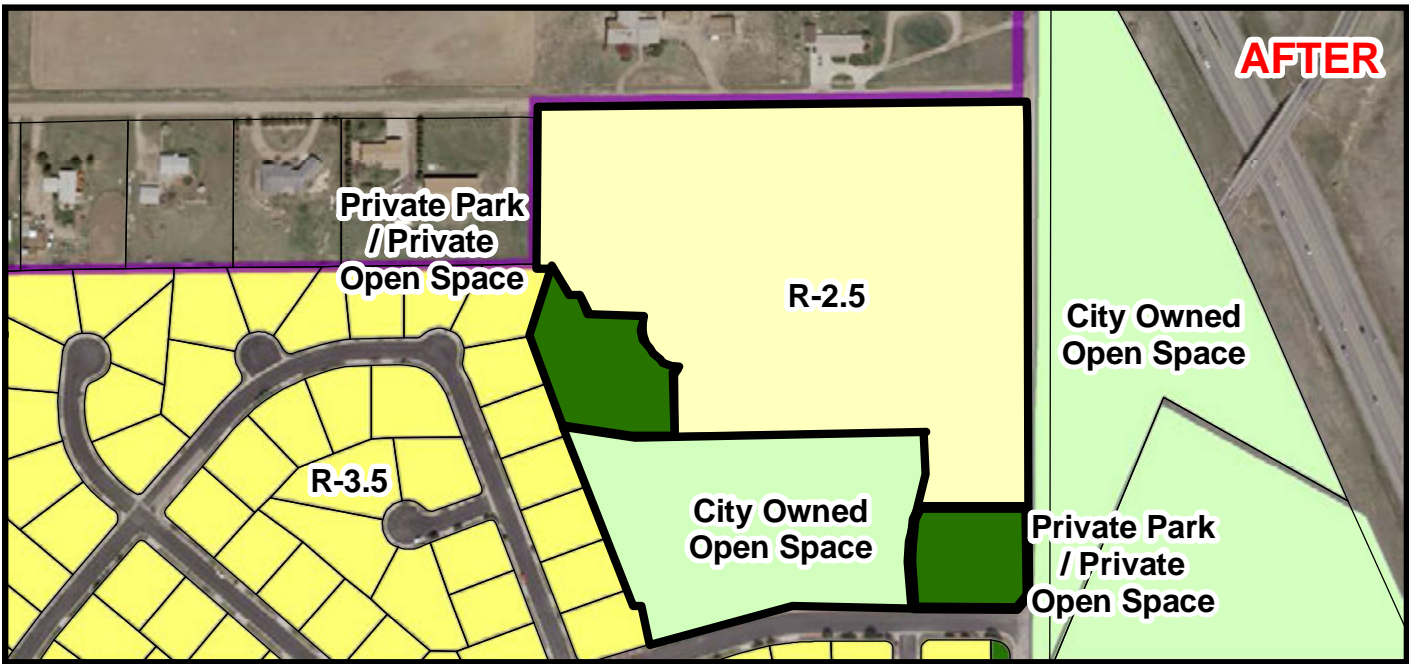 AFTER
Private Park
/ Private
Open Space
R-2.5
City Owned
Open Space
R-3.5
City Owned
Open Space
Private Park
/ Private
Open Space